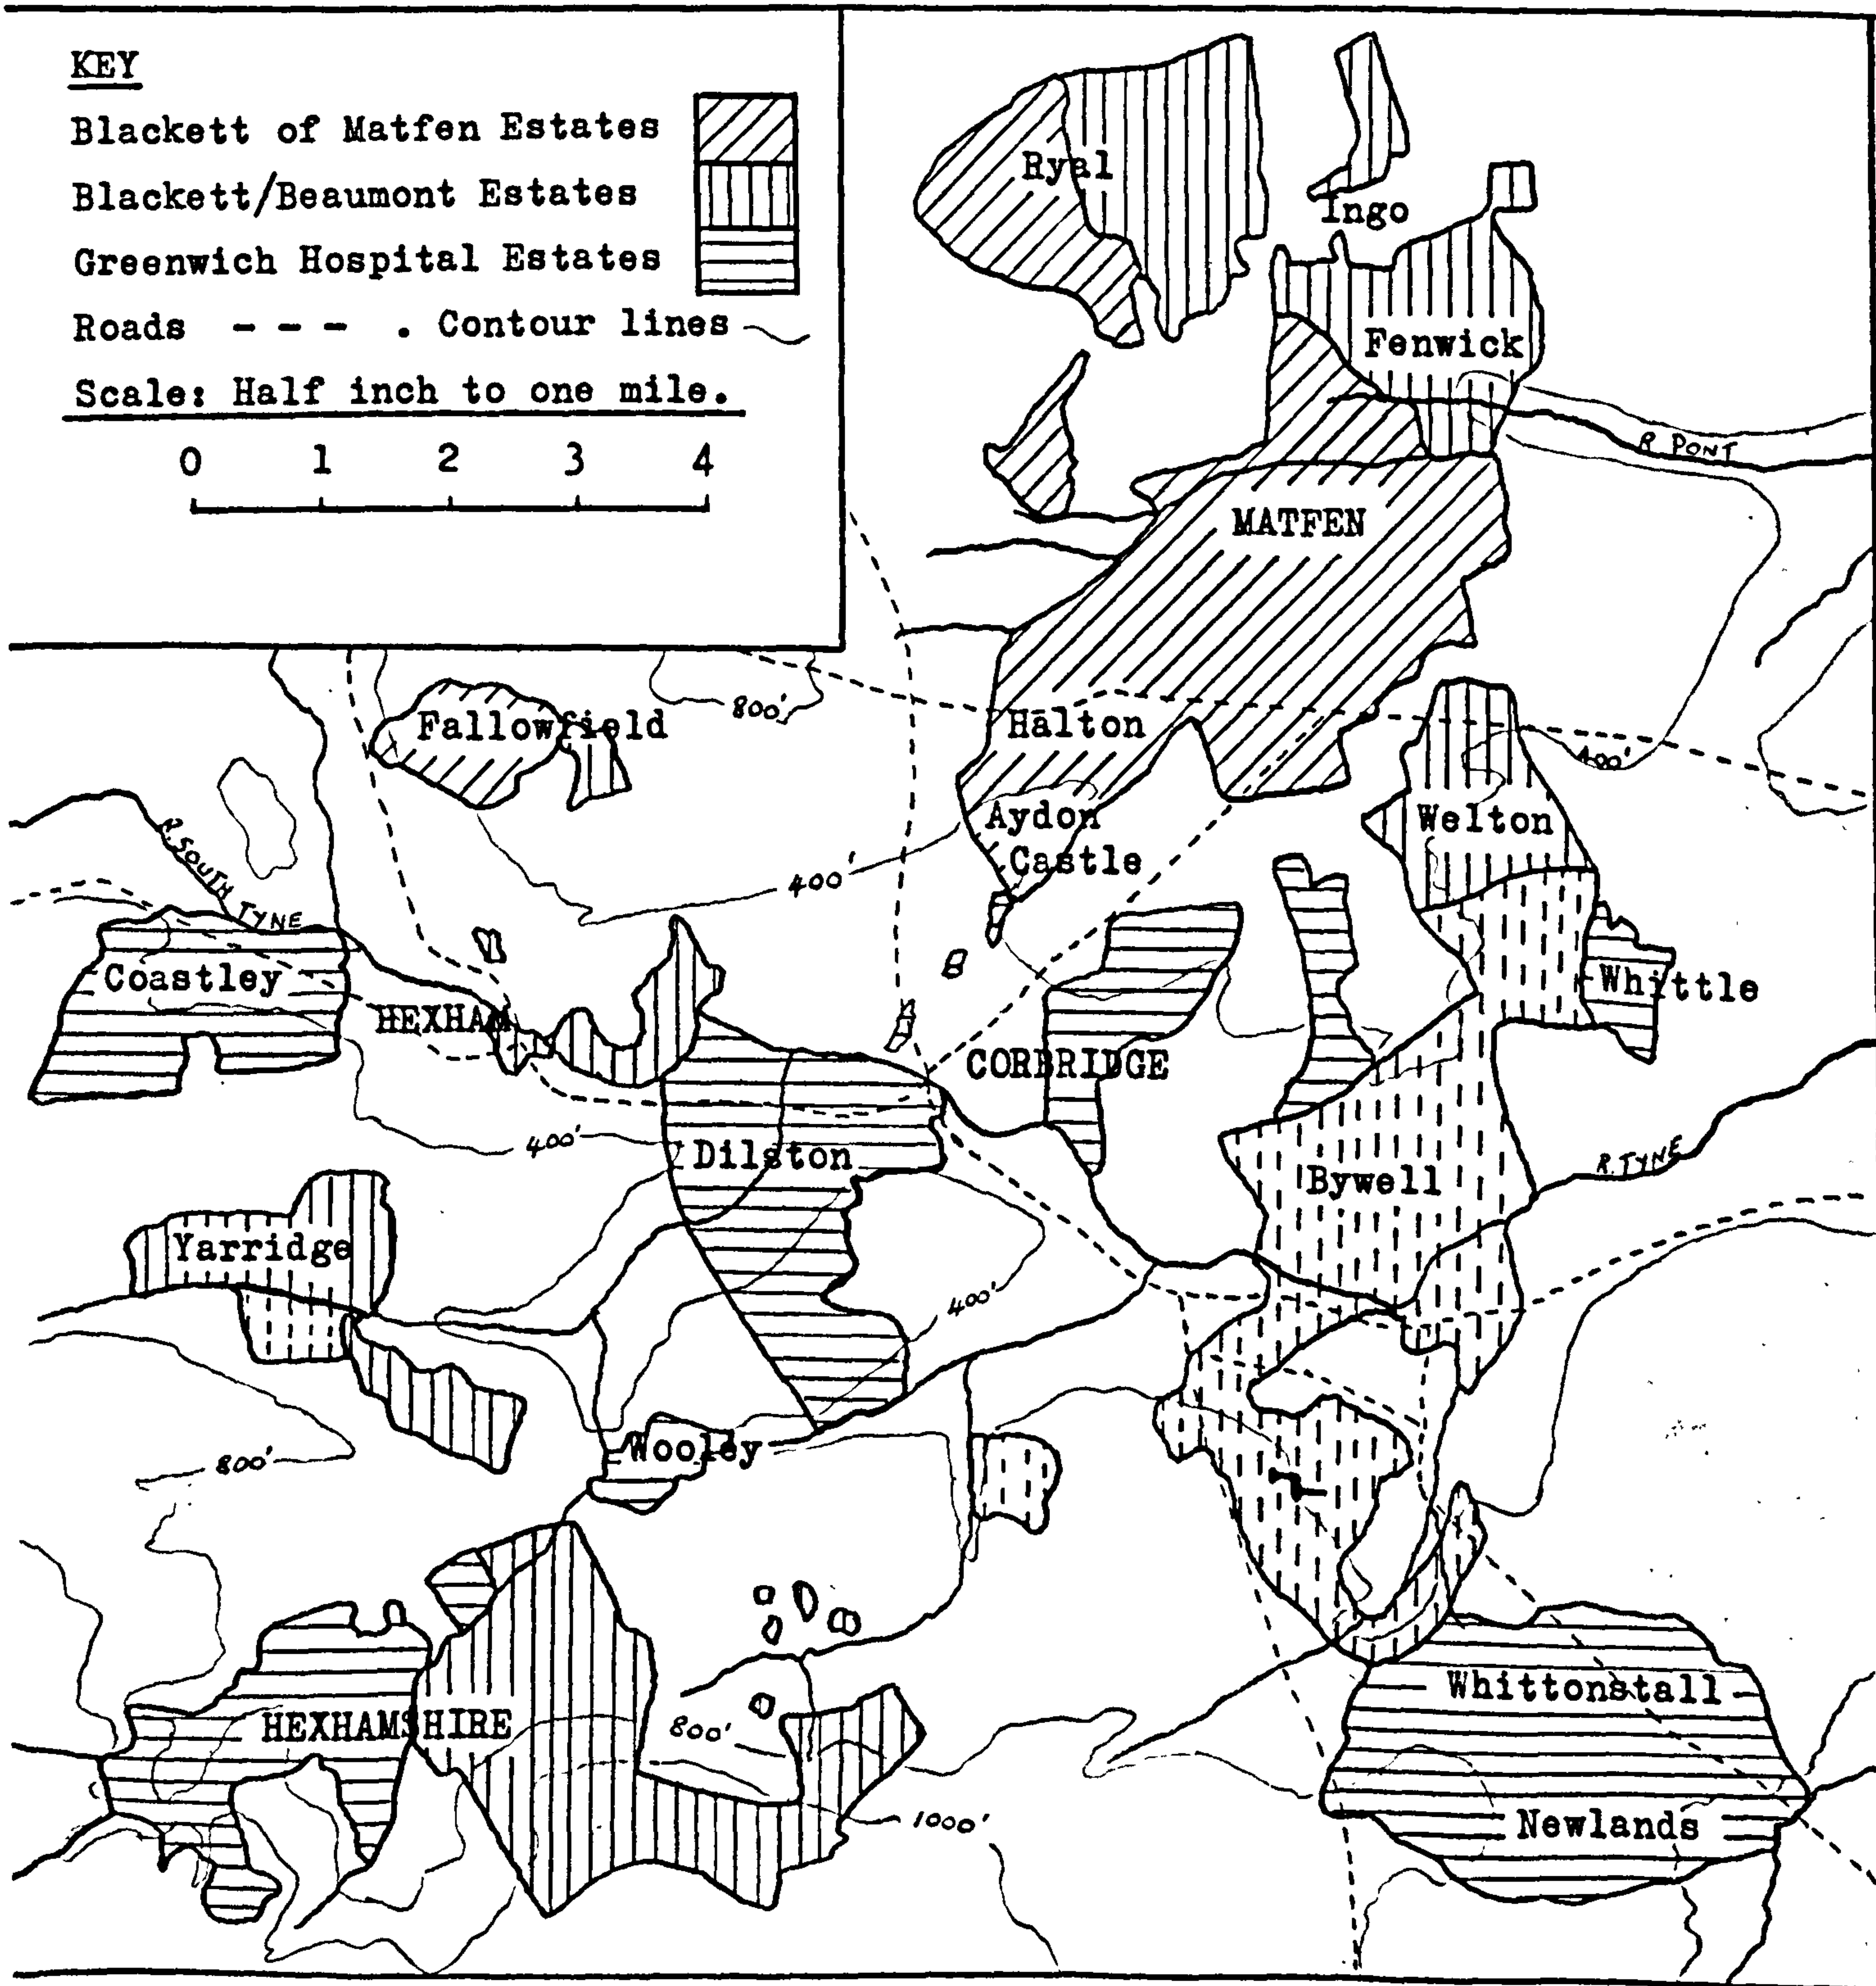 KEY
Blackett of Matfen Estates
Blackett/Beaumont Estates
Greenwich Hospital Estates
Roads - - - . Contour lines
Scale: Half inch to one mile.
0 1 2 3 4
Ryal
Ingo
Fenwick
R. PONT
MATFEN
800'
Fallowfield
Halton
400'
Welton
Aydon
Castle
400'
R. SOUTH TYNE
Coastley
Whittle
HEXHAM
CORBRIDGE
400'
Dilston
R. TYNE
Bywell
Yarridge
400'
Wooley
800'
Whittonstall
HEXHAMSHIRE
800'
1000'
Newlands